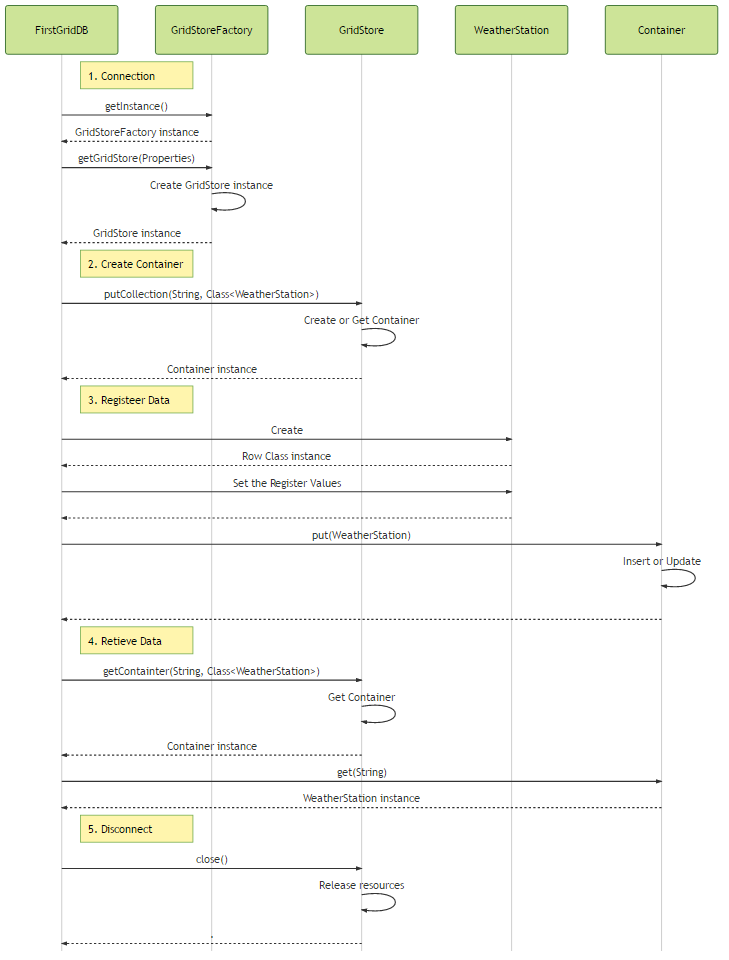 FirstGridDB
GridStoreFactory
GridStore
WeatherStation
Container
1. Connection
getInstance()
GridStoreFactory instance
getGridStore(Properties)
Create GridStore instance
GridStore instance
2. Create Container
putCollection(String, Class<WeatherStation>)
Create or Get Container
Container instance
3. Registeer Data
Create
Row Class instance
Set the Register Values
put(WeatherStation)
Insert or Update
4. Retieve Data
getContainter(String, Class<WeatherStation>)
Get Container
Container instance
get(String)
WeatherStation instance
5. Disconnect
close()
Release resources
.